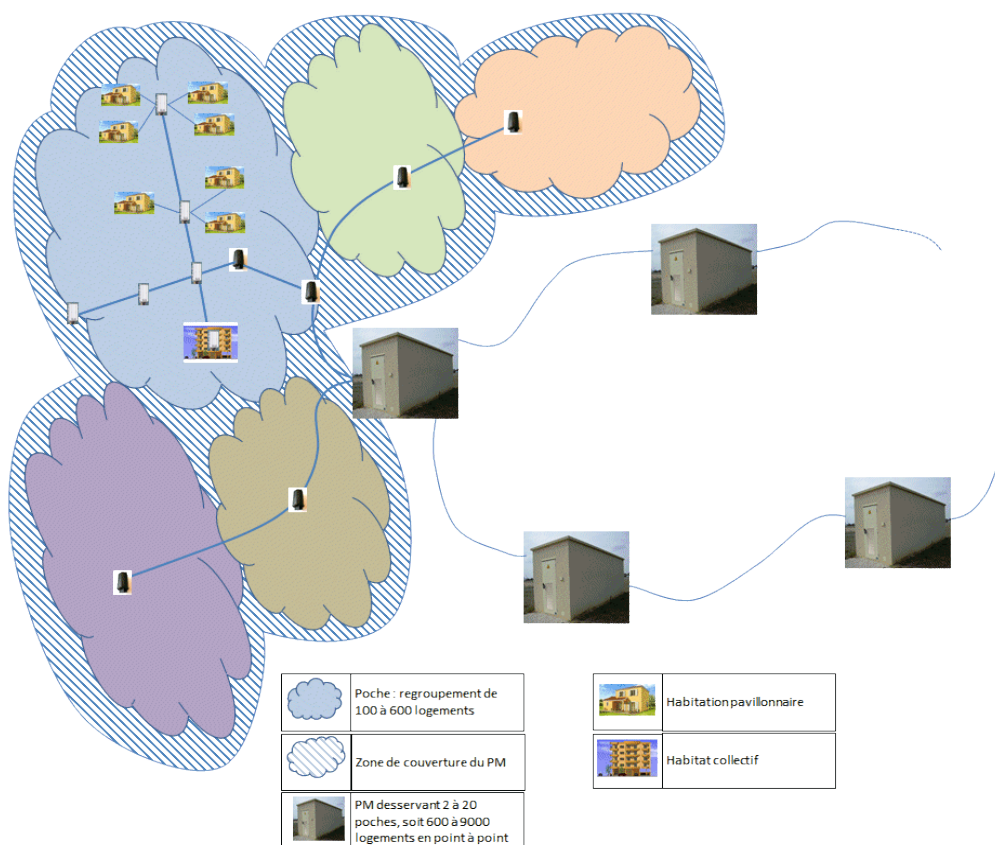 Poche : regroupement de
100 à 600 logements
Zone de couverture du PM
PM desservant 2 à 20
poches, soit 600 à 9000
logements en point à point
Habitation pavillonnaire
Habitat collectif